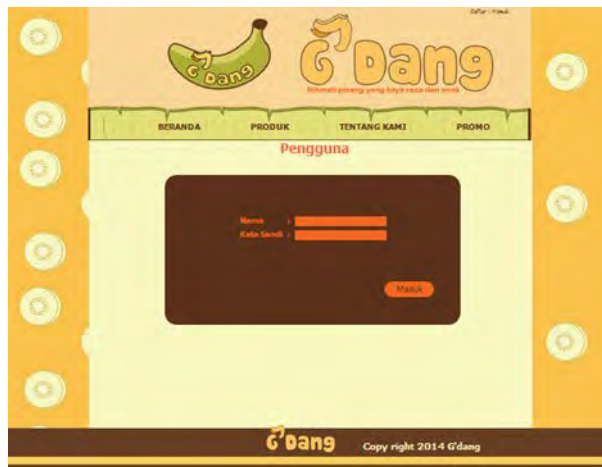 Daftar | Masuk
G'Dang
G'Dang
Nikmati pisang yang kaya rasa dan enak
BERANDA PRODUK TENTANG KAMI PROMO
Pengguna
Nama :
Kata Sandi :
Masuk
G'Dang Copy right 2014 G'dang